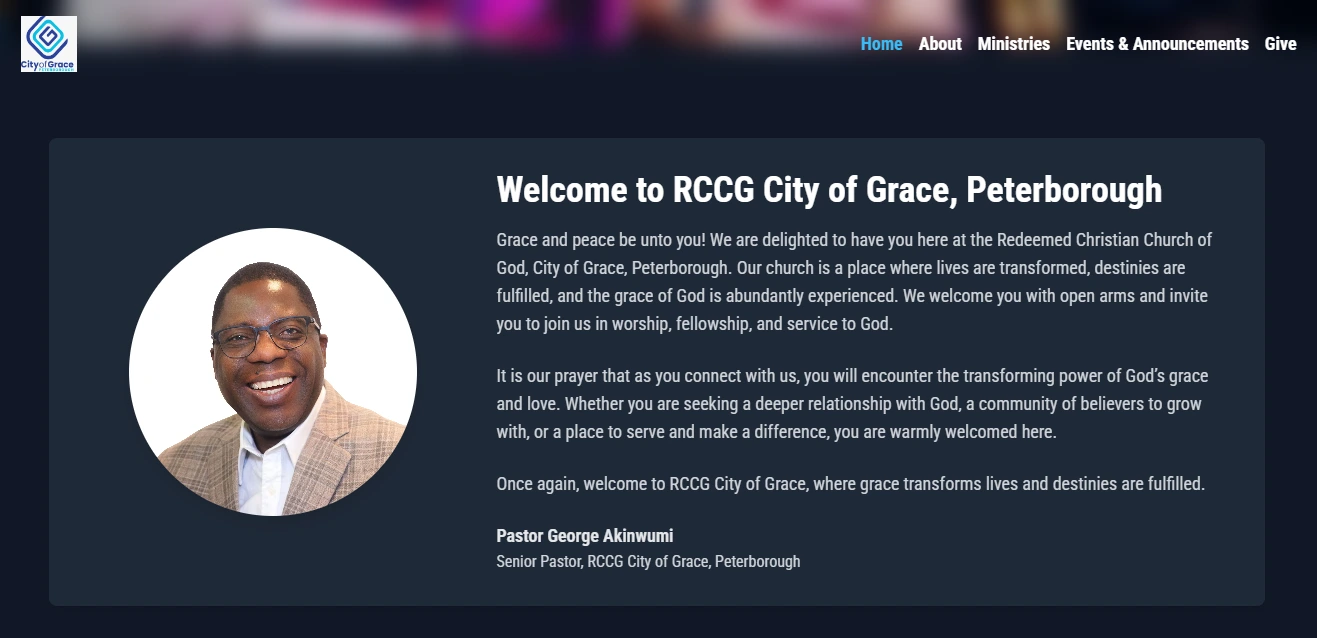 CityofGrace
PETERBOROUGH
Home About Ministries Events & Announcements Give
Welcome to RCCG City of Grace, Peterborough
Grace and peace be unto you! We are delighted to have you here at the Redeemed Christian Church of
God, City of Grace, Peterborough. Our church is a place where lives are transformed, destinies are
fulfilled, and the grace of God is abundantly experienced. We welcome you with open arms and invite
you to join us in worship, fellowship, and service to God.
It is our prayer that as you connect with us, you will encounter the transforming power of God’s grace
and love. Whether you are seeking a deeper relationship with God, a community of believers to grow
with, or a place to serve and make a difference, you are warmly welcomed here.
Once again, welcome to RCCG City of Grace, where grace transforms lives and destinies are fulfilled.
Pastor George Akinwumi
Senior Pastor, RCCG City of Grace, Peterborough